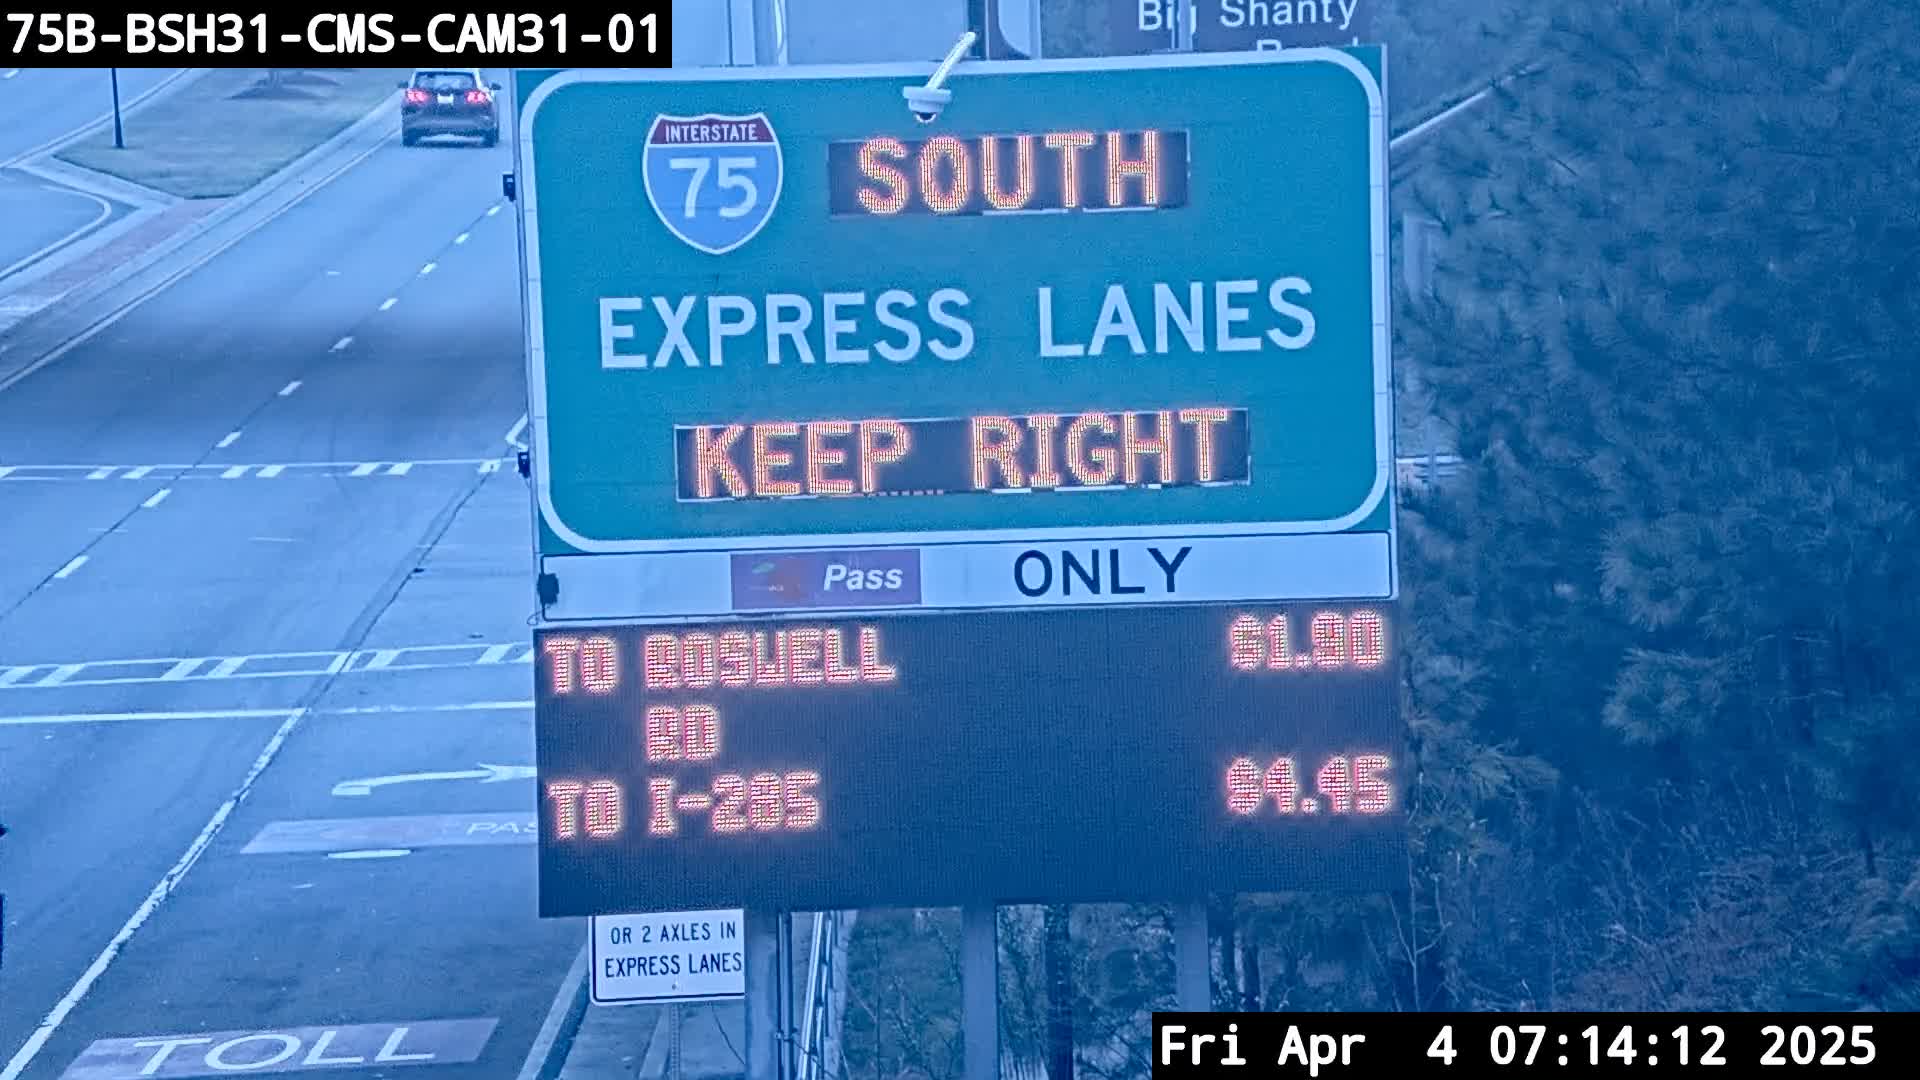 75B-BSH31-CMS-CAM31-01
Big Shanty
INTERSTATE
75
SOUTH
EXPRESS LANES
KEEP RIGHT
Pass ONLY
TO ROSWELL $1.90
RD
TO I-285 $4.45
OR 2 AXLES IN
EXPRESS LANES
TOLL
Fri Apr 4 07:14:12 2025